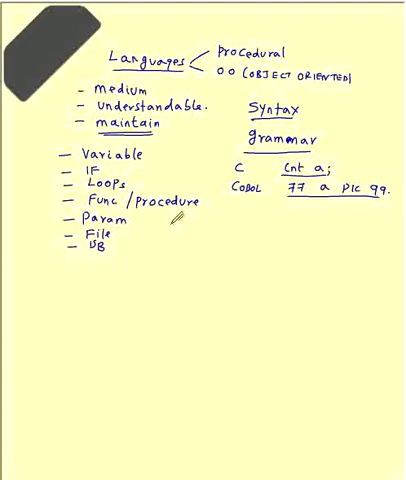 Languages
Procedural
OO (OBJECT ORIENTED)
- Medium
- Understandable.
- maintain
Syntax
grammar
- Variable
- IF
- Loops
- Func / Procedure
- Param
- File
- DB
C int a;
COBOL 77 a PIC 99.